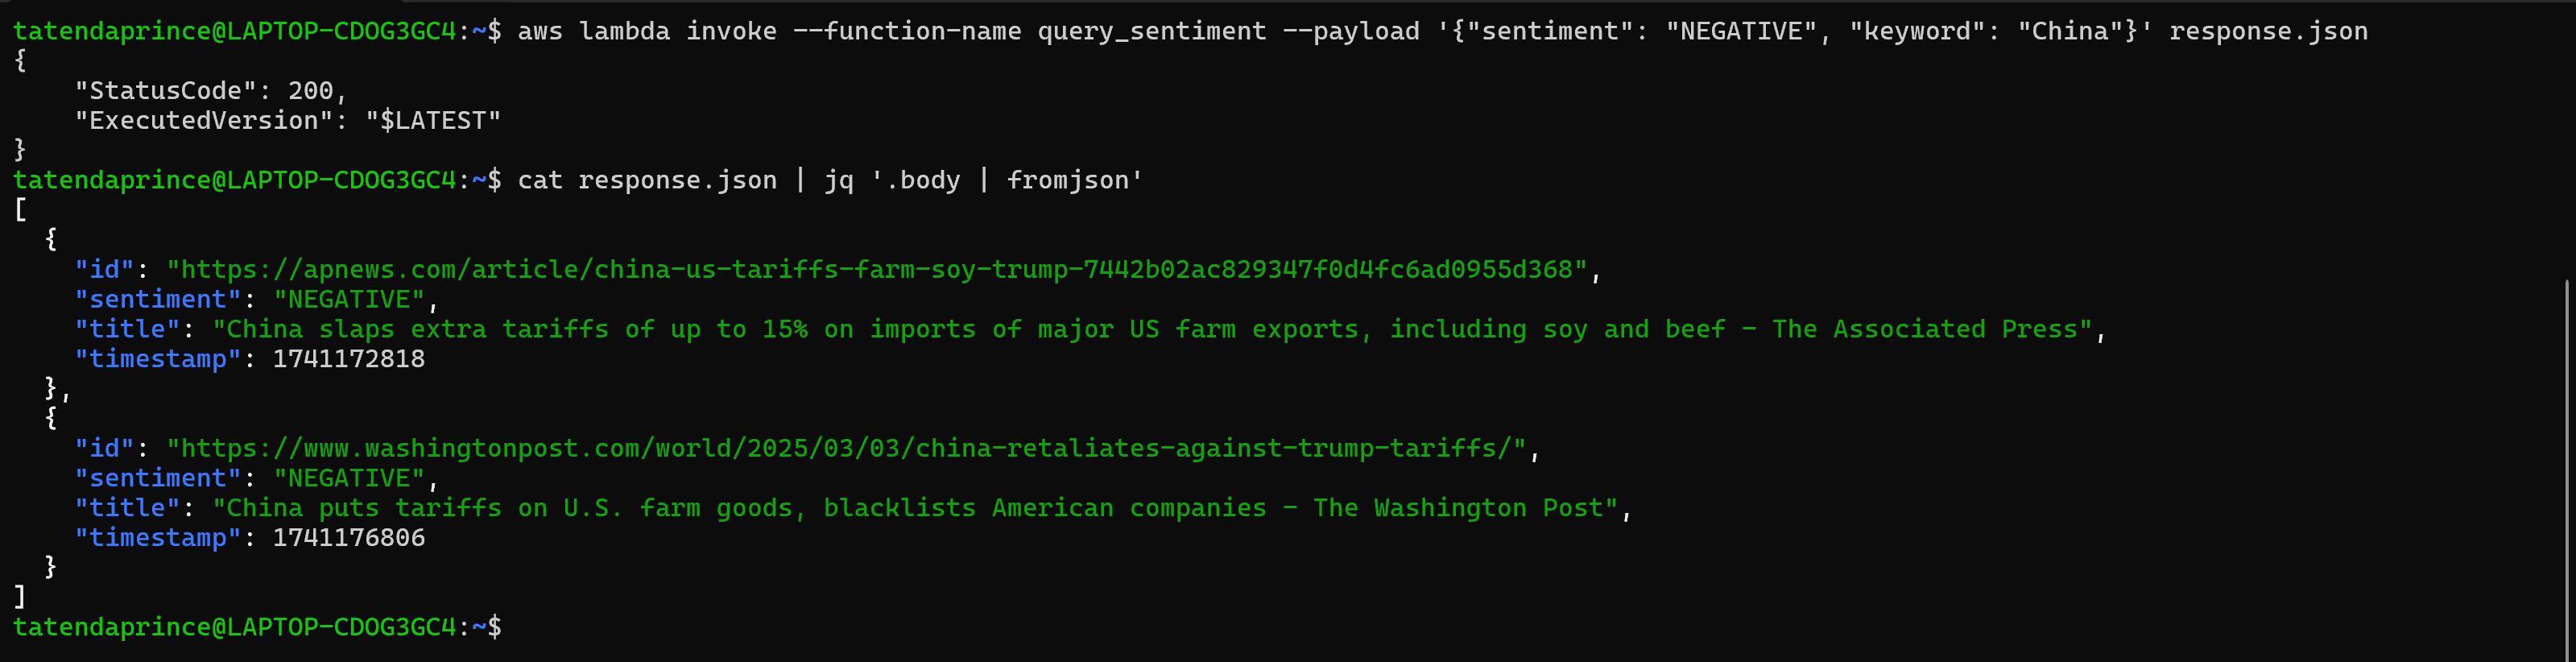 tatendaprince@LAPTOP-CDOG3GC4:~$ aws lambda invoke --function-name query_sentiment --payload '{"sentiment": "NEGATIVE", "keyword": "China"}' response.json
{
    "StatusCode": 200,
    "ExecutedVersion": "$LATEST"
}
tatendaprince@LAPTOP-CDOG3GC4:~$ cat response.json | jq '.body | fromjson'
[
  {
    "id": "https://apnews.com/article/china-us-tariffs-farm-soy-trump-7442b02ac829347f0d4fc6ad0955d368",
    "sentiment": "NEGATIVE",
    "title": "China slaps extra tariffs of up to 15% on imports of major US farm exports, including soy and beef - The Associated Press",
    "timestamp": 1741172818
  },
  {
    "id": "https://www.washingtonpost.com/world/2025/03/03/china-retaliates-against-trump-tariffs/",
    "sentiment": "NEGATIVE",
    "title": "China puts tariffs on U.S. farm goods, blacklists American companies - The Washington Post",
    "timestamp": 1741176806
  }
]
tatendaprince@LAPTOP-CDOG3GC4:~$